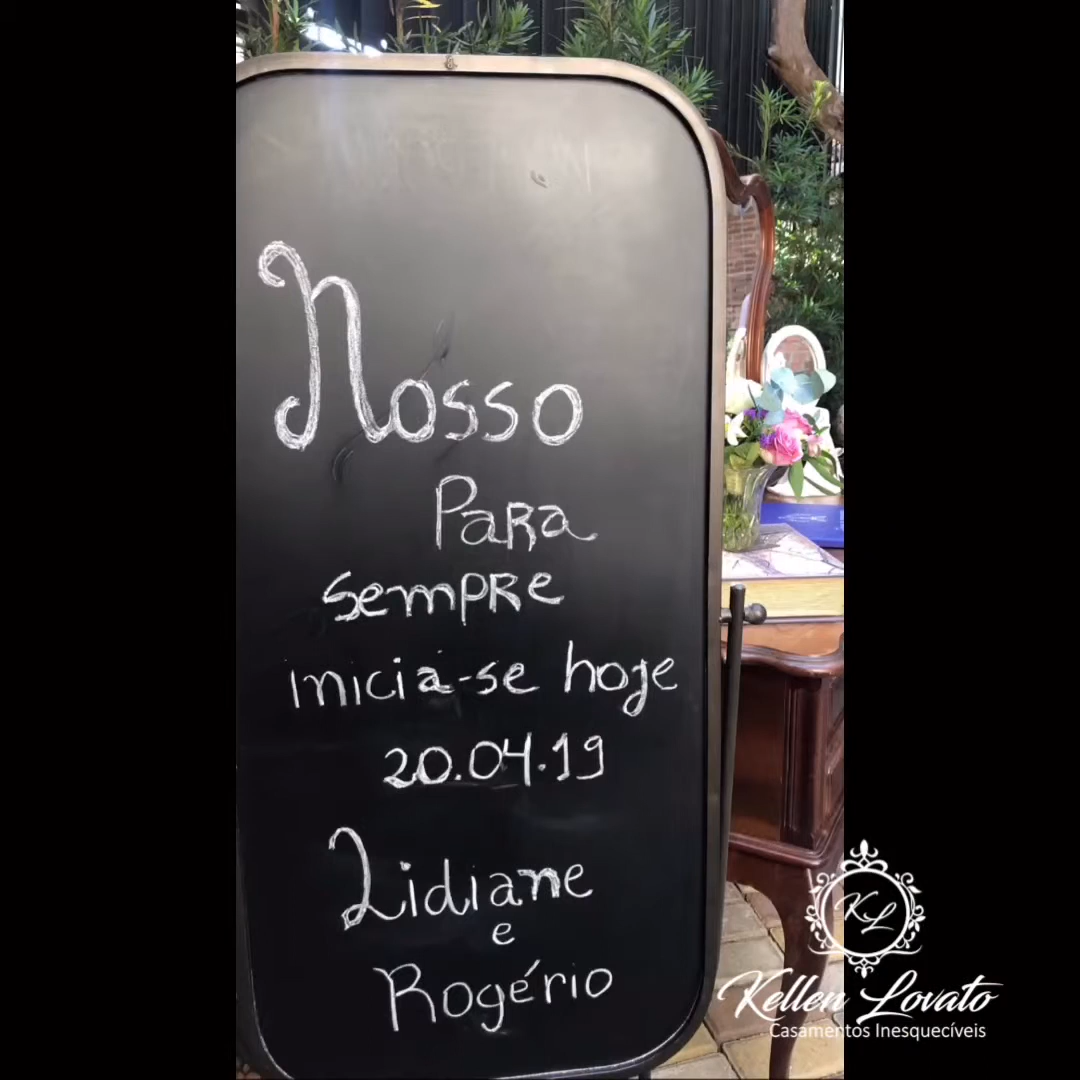 Nosso
Para
sempre
inicia-se hoje
20.04.19
Lidiane
e
Rogério
KL
Kellen Lovato
Casamentos Inesquecíveis